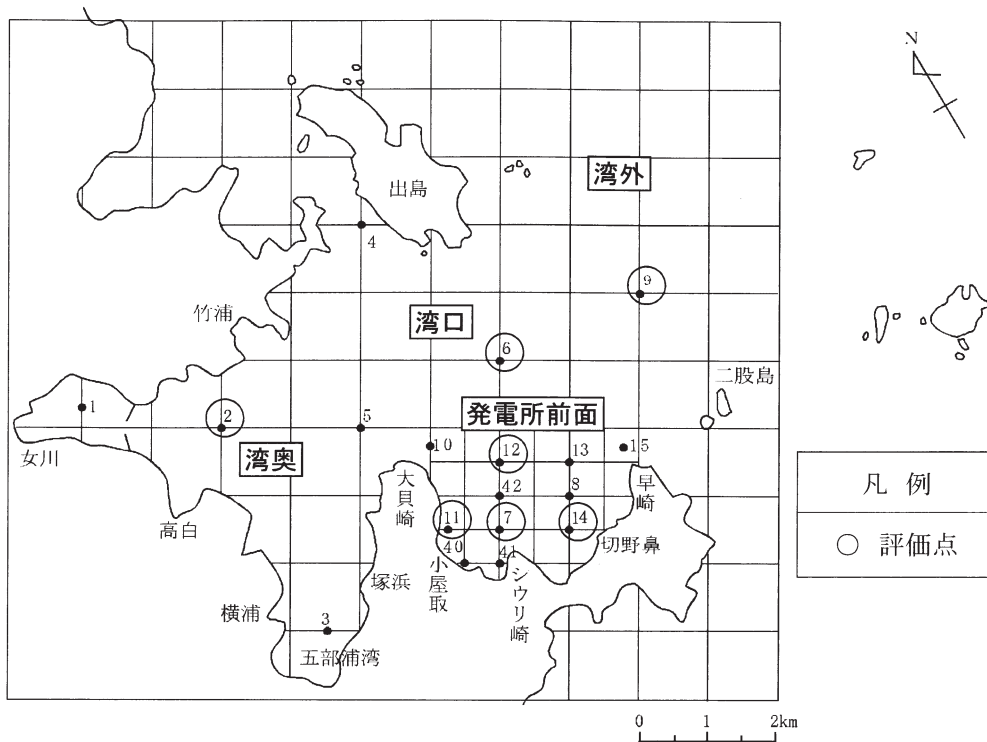 N
湾外
出島
4
9
竹浦
湾口
6
二股島
1
2
5
発電所前面
10
12
13
15
女川
湾奥
大貝崎
42
8
早崎
高白
11
7
14
切野鼻
40
41
塚浜
小屋取
シウリ崎
横浦
3
五部浦湾
凡例
○ 評価点
0 1 2km